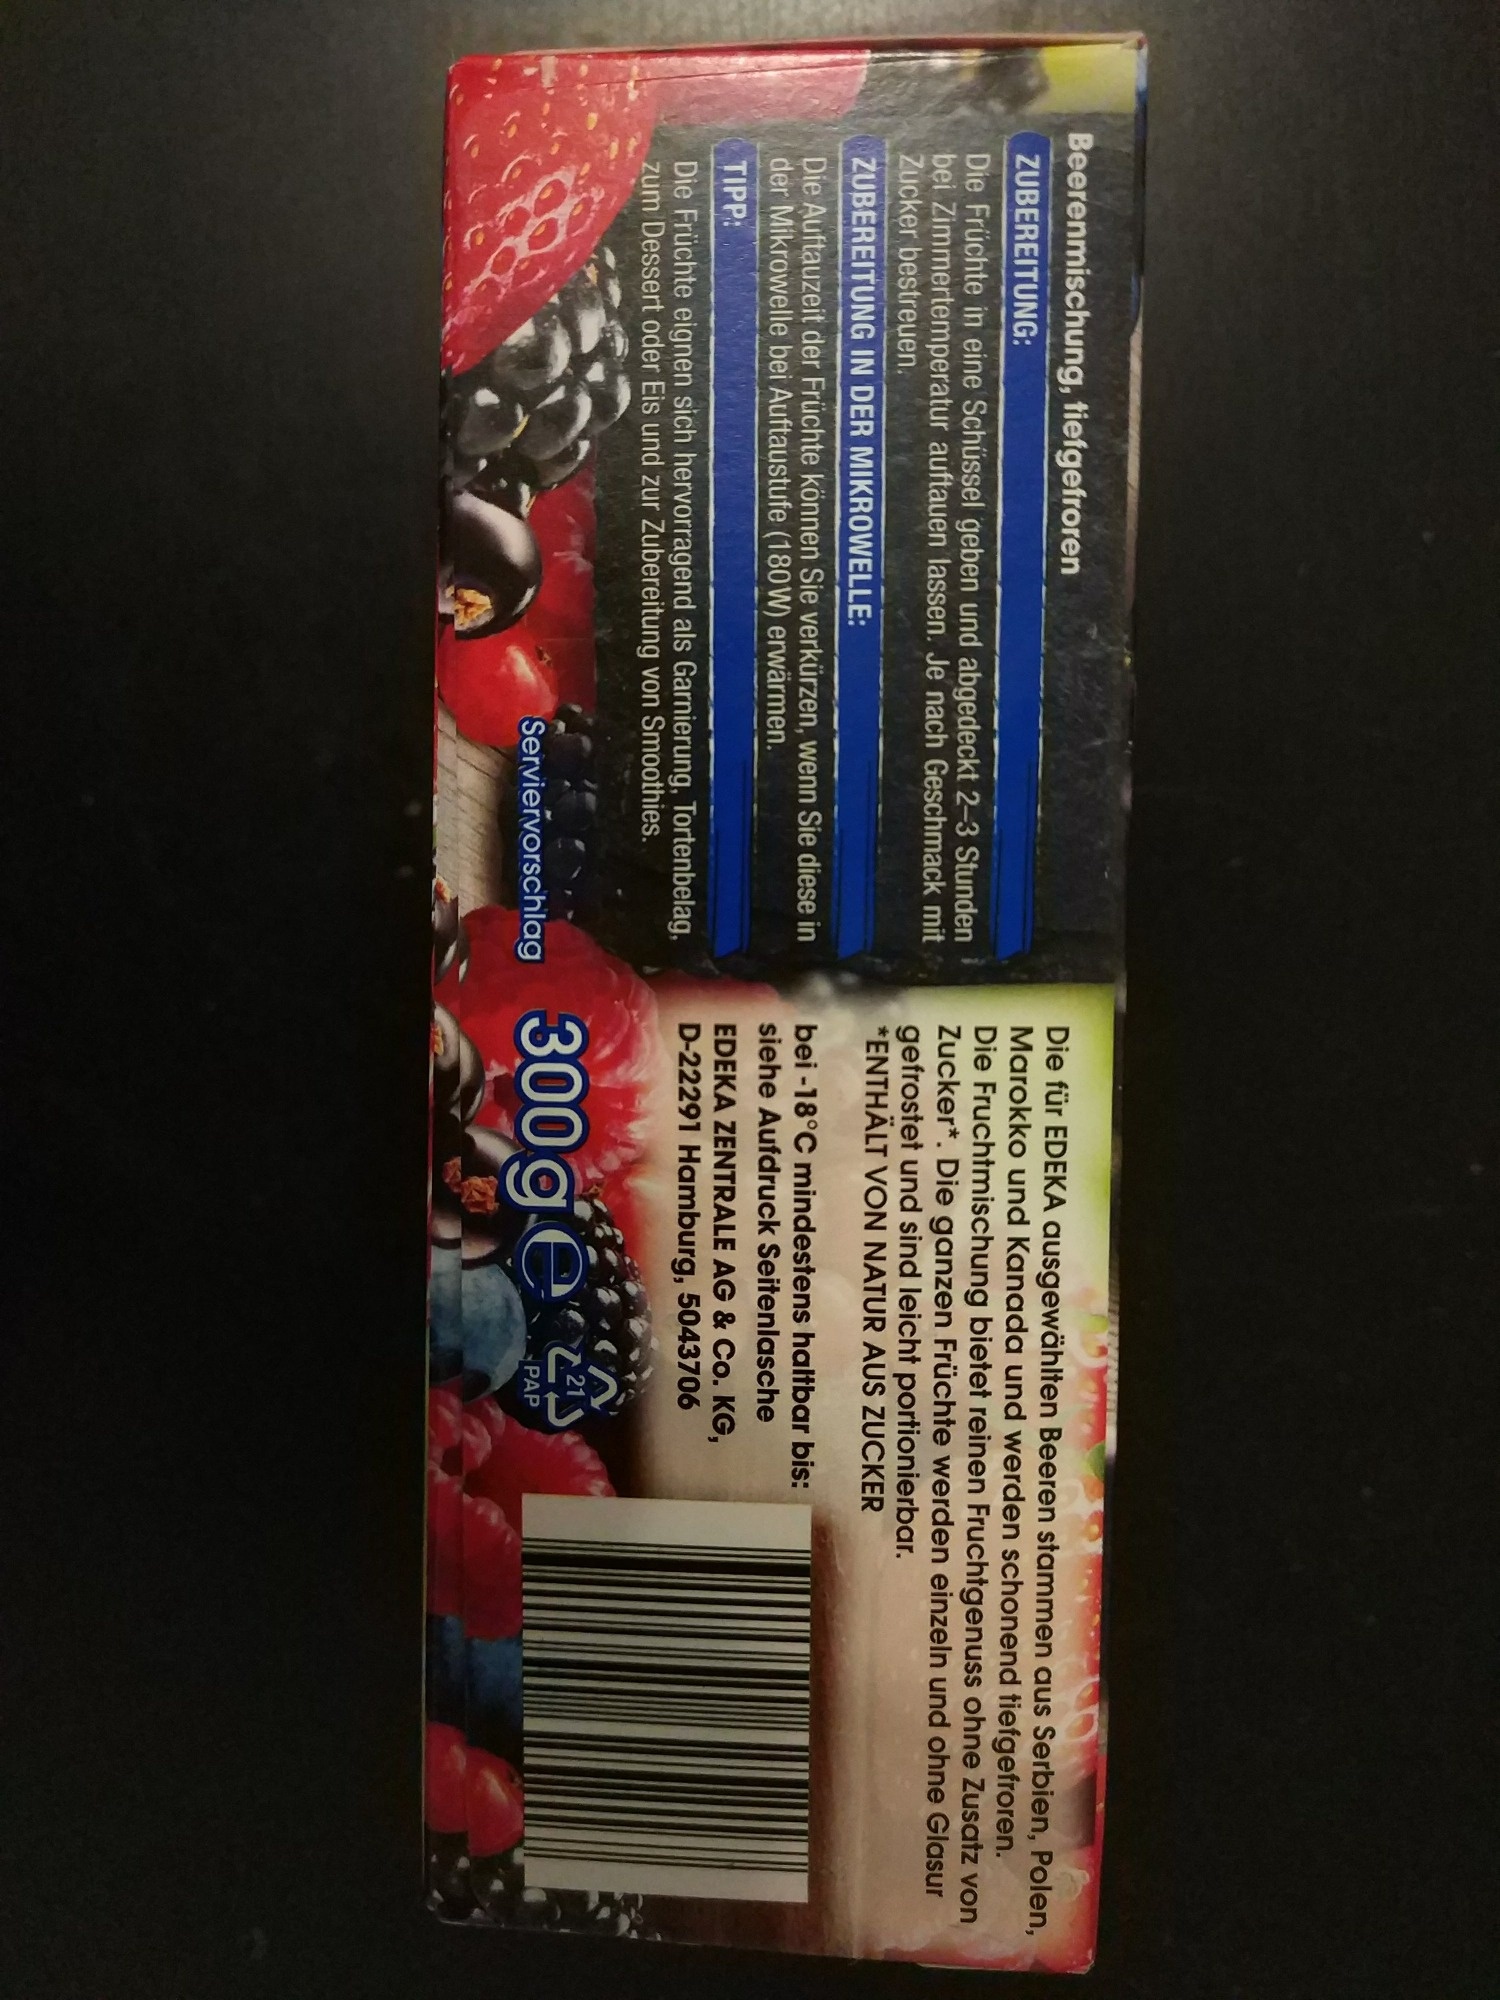 Beerenmischung, tiefgefroren
ZUBEREITUNG:
Die Früchte in eine Schüssel geben und abgedeckt 2–3 Stunden
bei Zimmertemperatur auftauen lassen. Je nach Geschmack mit
Zucker bestreuen.
ZUBEREITUNG IN DER MIKROWELLE:
Die Auftauzeit der Früchte können Sie verkürzen, wenn Sie diese in
der Mikrowelle bei Auftaustufe (180W) erwärmen.
TIPP:
Die Früchte eignen sich hervorragend als Garnierung, Tortenbelag,
zum Dessert oder Eis und zur Zubereitung von Smoothies.
Serviervorschlag
Die für EDEKA ausgewählten Beeren stammen aus Serbien, Polen,
Marokko und Kanada und werden schonend tiefgefroren.
Die Fruchtmischung bietet reinen Fruchtgenuss ohne Zusatz von
Zucker*. Die ganzen Früchte werden einzeln und ohne Glasur
gefrostet und sind leicht portionierbar.
*ENTHÄLT VON NATUR AUS ZUCKER
bei -18°C mindestens haltbar bis:
siehe Aufdruck Seitenlasche
EDEKA ZENTRALE AG & Co. KG,
D-22291 Hamburg, 5043706
300g e
21
PAP